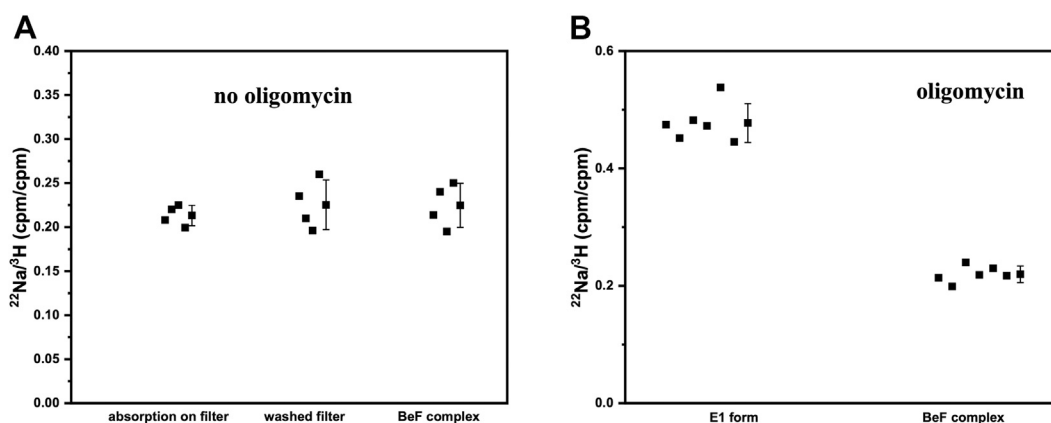 A
0.40
0.35
0.30
0.25
0.20
0.15
0.10
0.05
0.00
²²Na/³H (cpm/cpm)
no oligomycin
absorption on filter washed filter BeF complex
B
0.6
0.4
0.2
0.0
²²Na/³H (cpm/cpm)
oligomycin
E1 form BeF complex